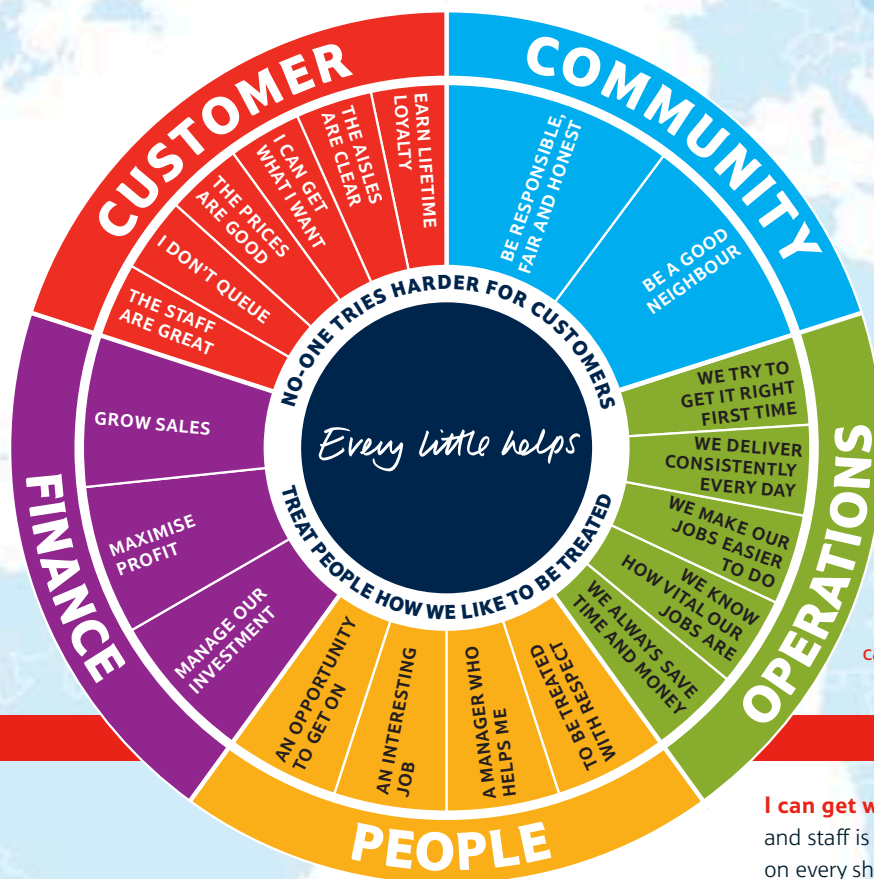 CUSTOMER
EARN LIFETIME
LOYALTY
THE AISLES
ARE CLEAR
I CAN GET
WHAT I WANT
THE PRICES
ARE GOOD
I DON'T QUEUE
THE STAFF
ARE GREAT
COMMUNITY
BE RESPONSIBLE,
FAIR AND HONEST
BE A GOOD
NEIGHBOUR
OPERATIONS
WE TRY TO
GET IT RIGHT
FIRST TIME
WE DELIVER
CONSISTENTLY
EVERY DAY
WE MAKE OUR
JOBS EASIER
TO DO
WE KNOW
HOW VITAL OUR
JOBS ARE
WE ALWAYS SAVE
TIME AND MONEY
PEOPLE
TO BE TREATED
WITH RESPECT
A MANAGER WHO
HELPS ME
AN INTERESTING
JOB
AN OPPORTUNITY
TO GET ON
FINANCE
MANAGE OUR
INVESTMENT
MAXIMISE
PROFIT
GROW SALES
NO-ONE TRIES HARDER FOR CUSTOMERS
Every little helps
TREAT PEOPLE HOW WE LIKE TO BE TREATED
I can get
and staff is
on every